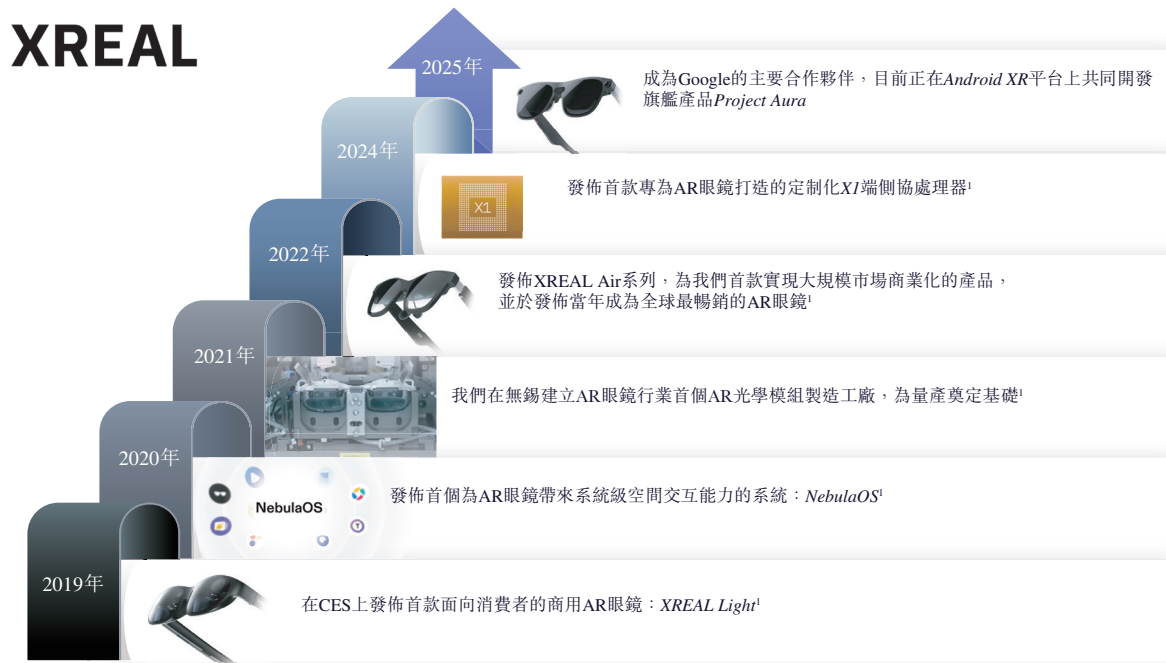 XREAL
2025年
成為Google的主要合作夥伴，目前正在Android XR平台上共同開發
旗艦產品Project Aura
2024年
X1
發佈首款專為AR眼鏡打造的定制化X1端側協處理器1
2022年
發佈XREAL Air系列，為我們首款實現大規模市場商業化的產品，
並於發佈當年成為全球最暢銷的AR眼鏡1
2021年
我們在無錫建立AR眼鏡行業首個AR光學模組製造工廠，為量產奠定基礎1
2020年
NebulaOS
發佈首個為AR眼鏡帶來系統級空間交互能力的系統：NebulaOS1
2019年
在CES上發佈首款面向消費者的商用AR眼鏡：XREAL Light1